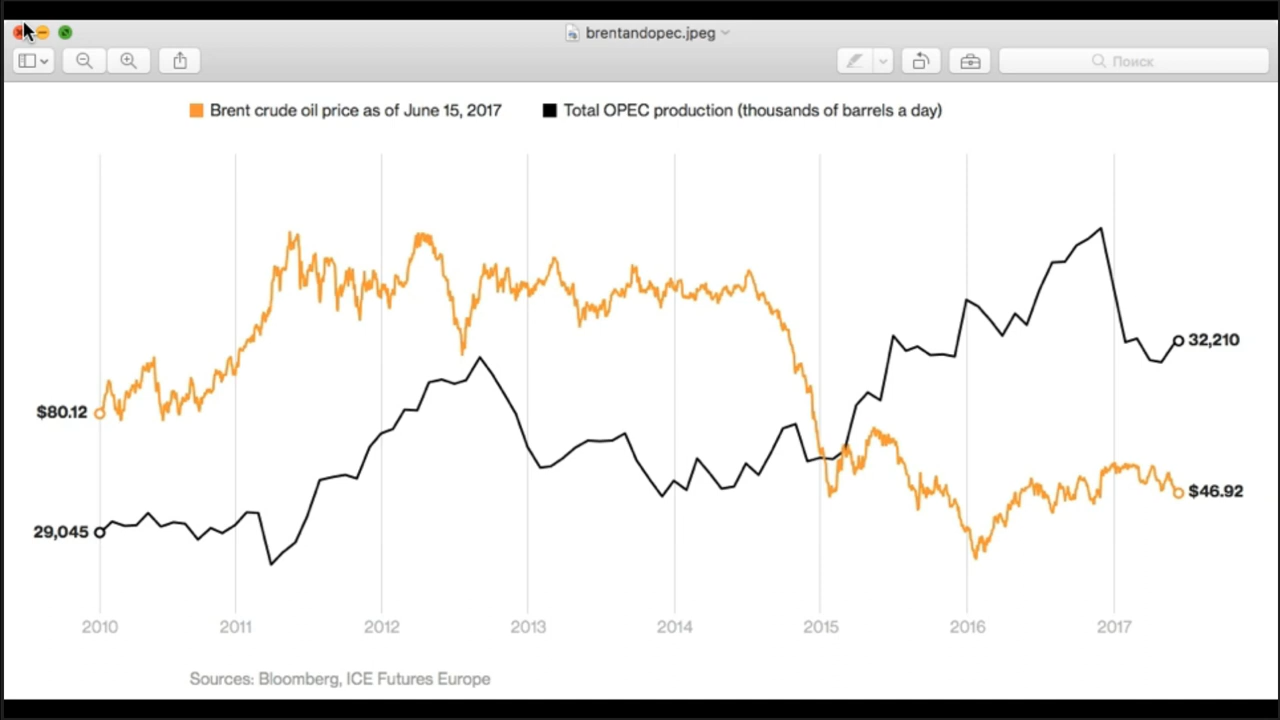 brentandopec.jpeg
Поиск
Brent crude oil price as of June 15, 2017
Total OPEC production (thousands of barrels a day)
32,210
$80.12
$46.92
29,045
2010 2011 2012 2013 2014 2015 2016 2017
Sources: Bloomberg, ICE Futures Europe